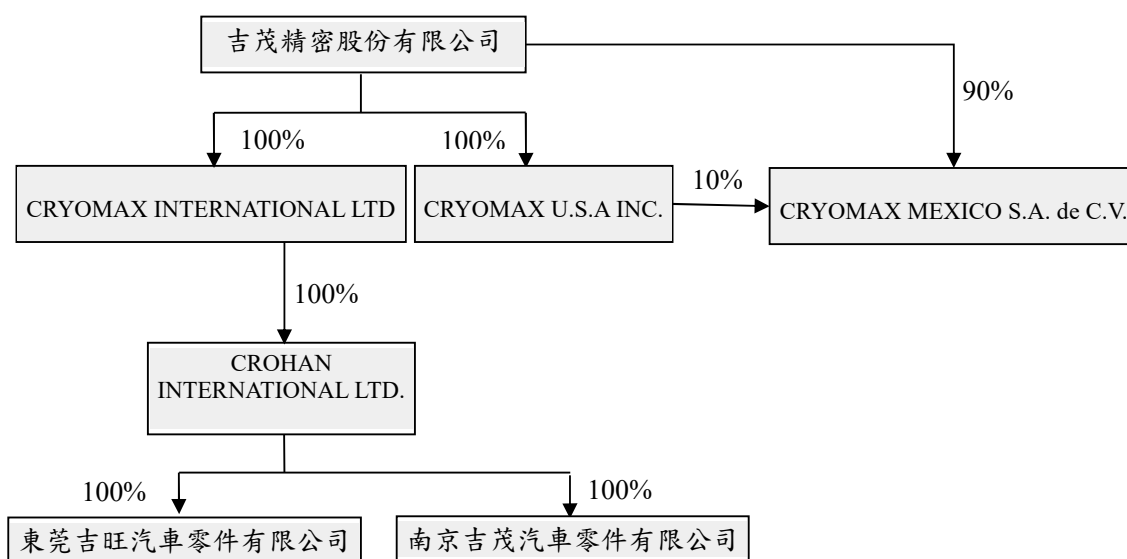 吉茂精密股份有限公司
90%
100%
100%
10%
CRYOMAX INTERNATIONAL LTD
CRYOMAX U.S.A INC.
CRYOMAX MEXICO S.A. de C.V.
100%
CROHAN
INTERNATIONAL LTD.
100%
100%
東莞吉旺汽車零件有限公司
南京吉茂汽車零件有限公司